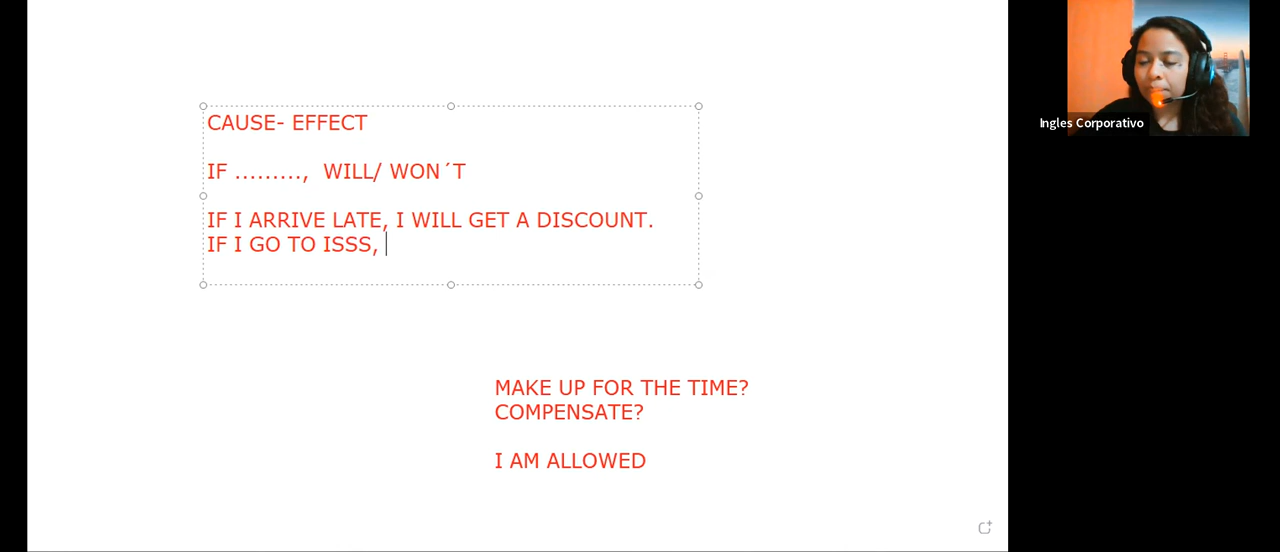 CAUSE- EFFECT
IF ........., WILL/ WON´T
IF I ARRIVE LATE, I WILL GET A DISCOUNT.
IF I GO TO ISSS,
MAKE UP FOR THE TIME?
COMPENSATE?
I AM ALLOWED
Ingles Corporativo